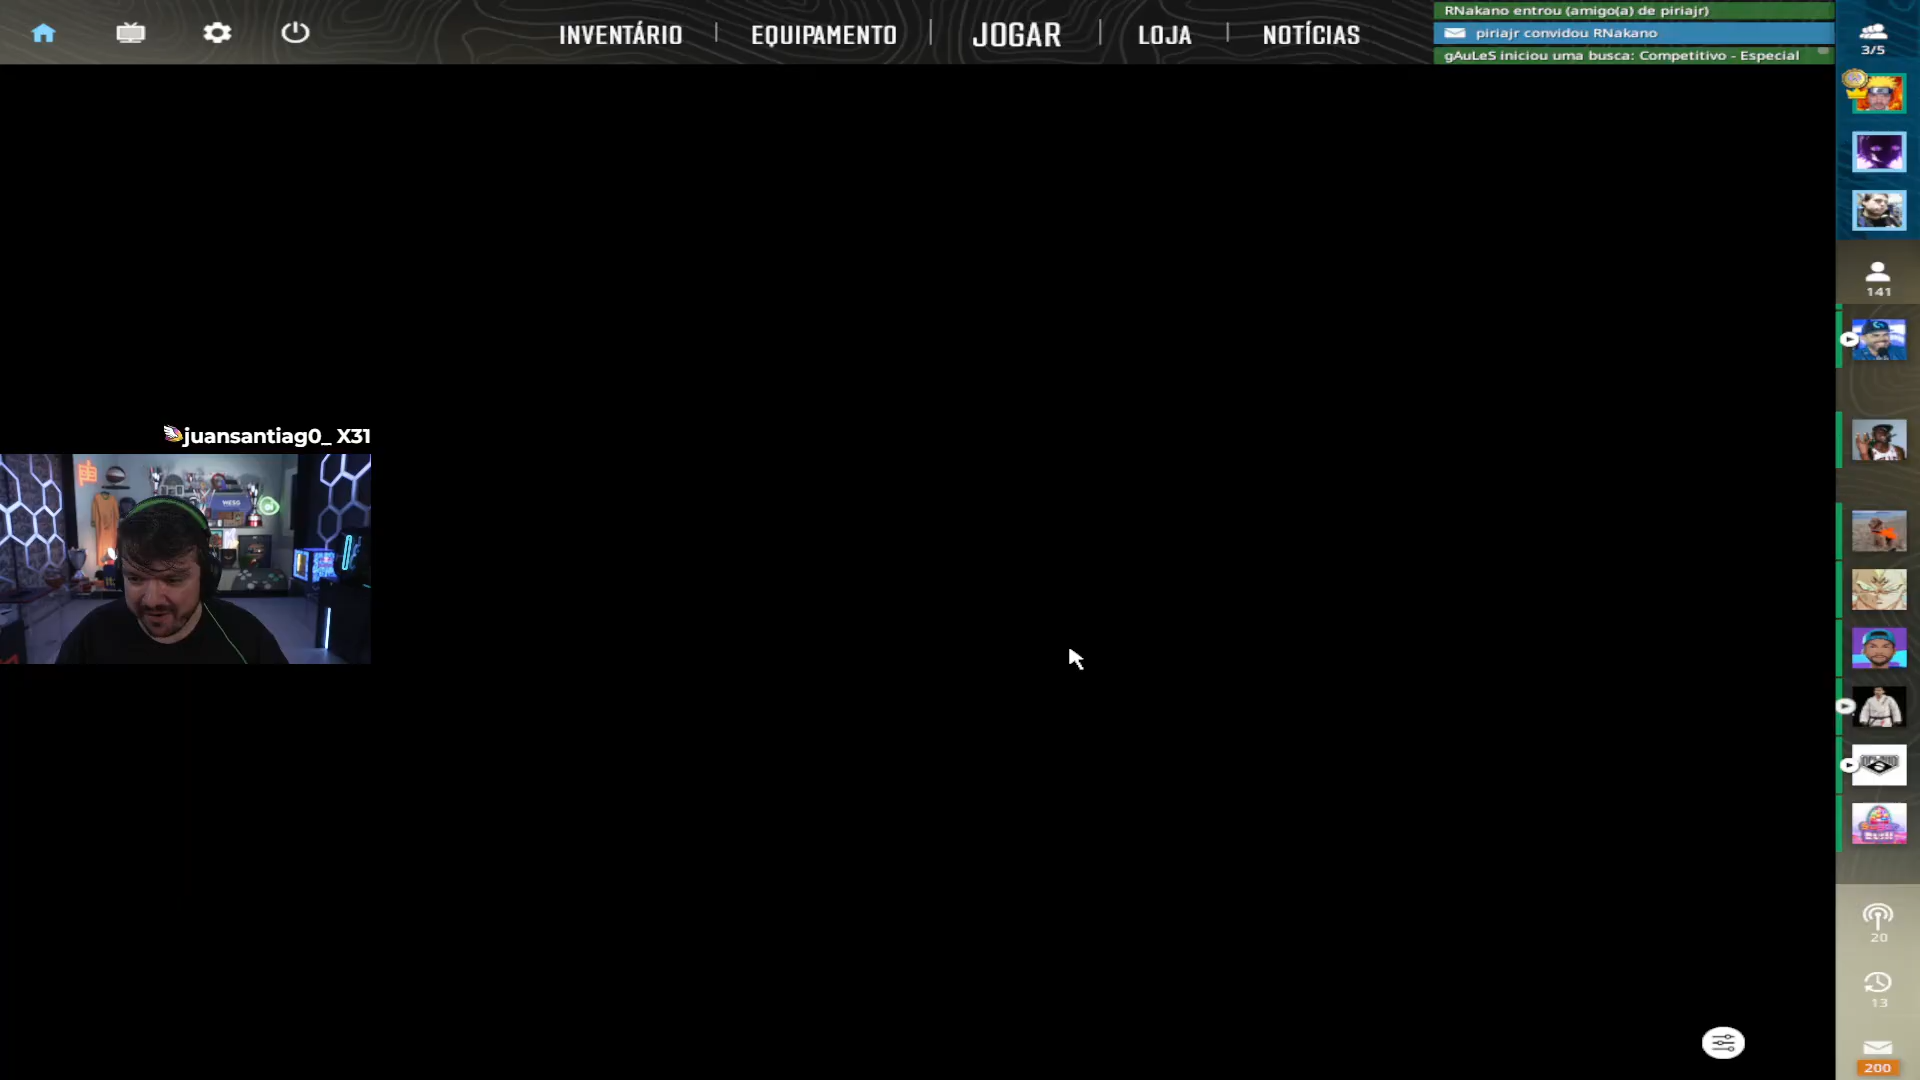 INVENTÁRIO
EQUIPAMENTO
JOGAR
LOJA
NOTÍCIAS
RNakano entrou (amigo(a) de piriajr)
piriajr convidou RNakano
gAuLeS iniciou uma busca: Competitivo - Especial
3/5
141
juansantiag0_ X31
20
13
200